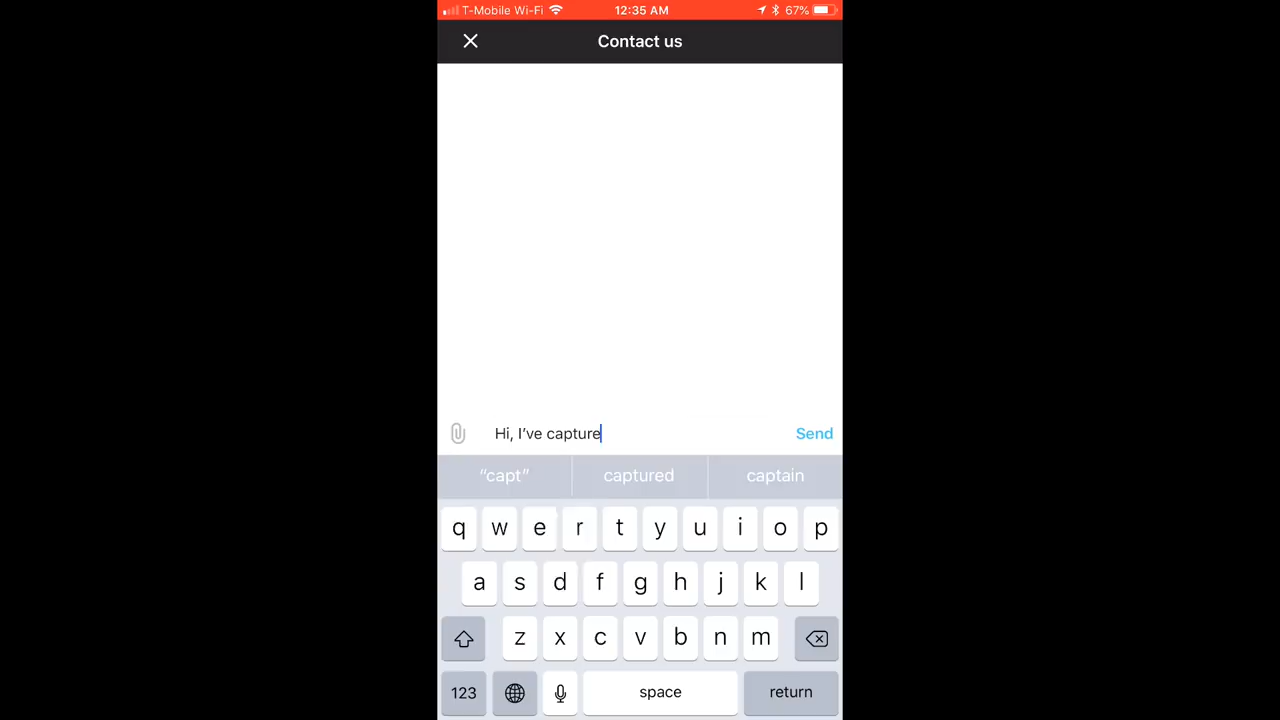 T-Mobile Wi-Fi 12:35 AM 67%
Contact us
Hi, I've capture Send
"capt" captured captain
q w e r t y u i o p
a s d f g h j k l
z x c v b n m
123 space return